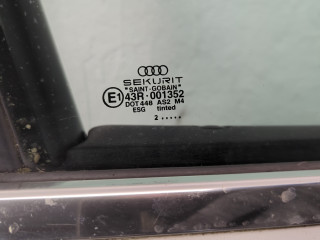 SEKURIT
"SAINT-GOBAIN"
E1 43R-001352
DOT 448 AS2 M4
ESG tinted
2 .....